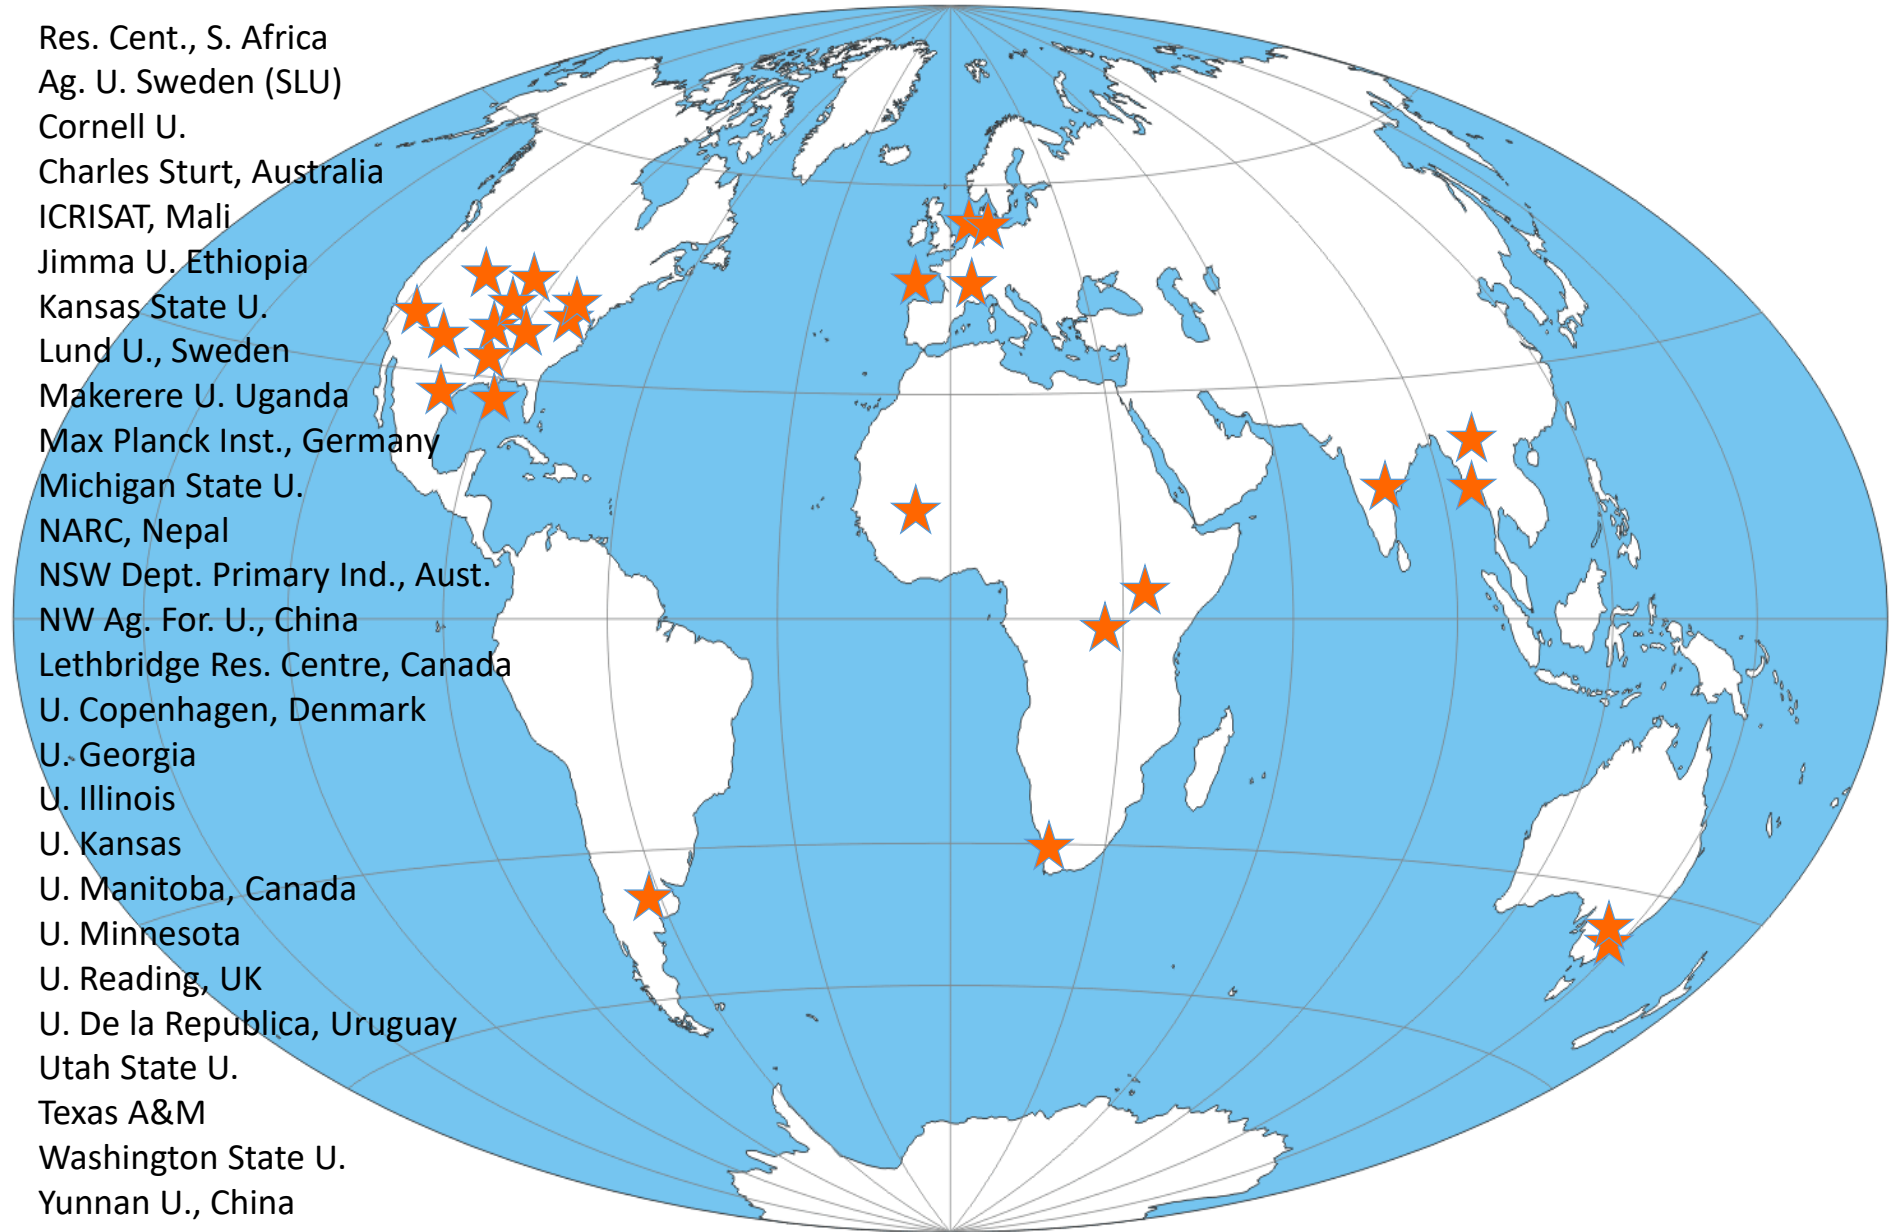 Res. Cent., S. Africa
Ag. U. Sweden (SLU)
Cornell U.
Charles Sturt, Australia
ICRISAT, Mali
Jimma U. Ethiopia
Kansas State U.
Lund U., Sweden
Makerere U. Uganda
Max Planck Inst., Germany
Michigan State U.
NARC, Nepal
NSW Dept. Primary Ind., Aust.
NW Ag. For. U., China
Lethbridge Res. Centre, Canada
U. Copenhagen, Denmark
U. Georgia
U. Illinois
U. Kansas
U. Manitoba, Canada
U. Minnesota
U. Reading, UK
U. De la Republica, Uruguay
Utah State U.
Texas A&M
Washington State U.
Yunnan U., China